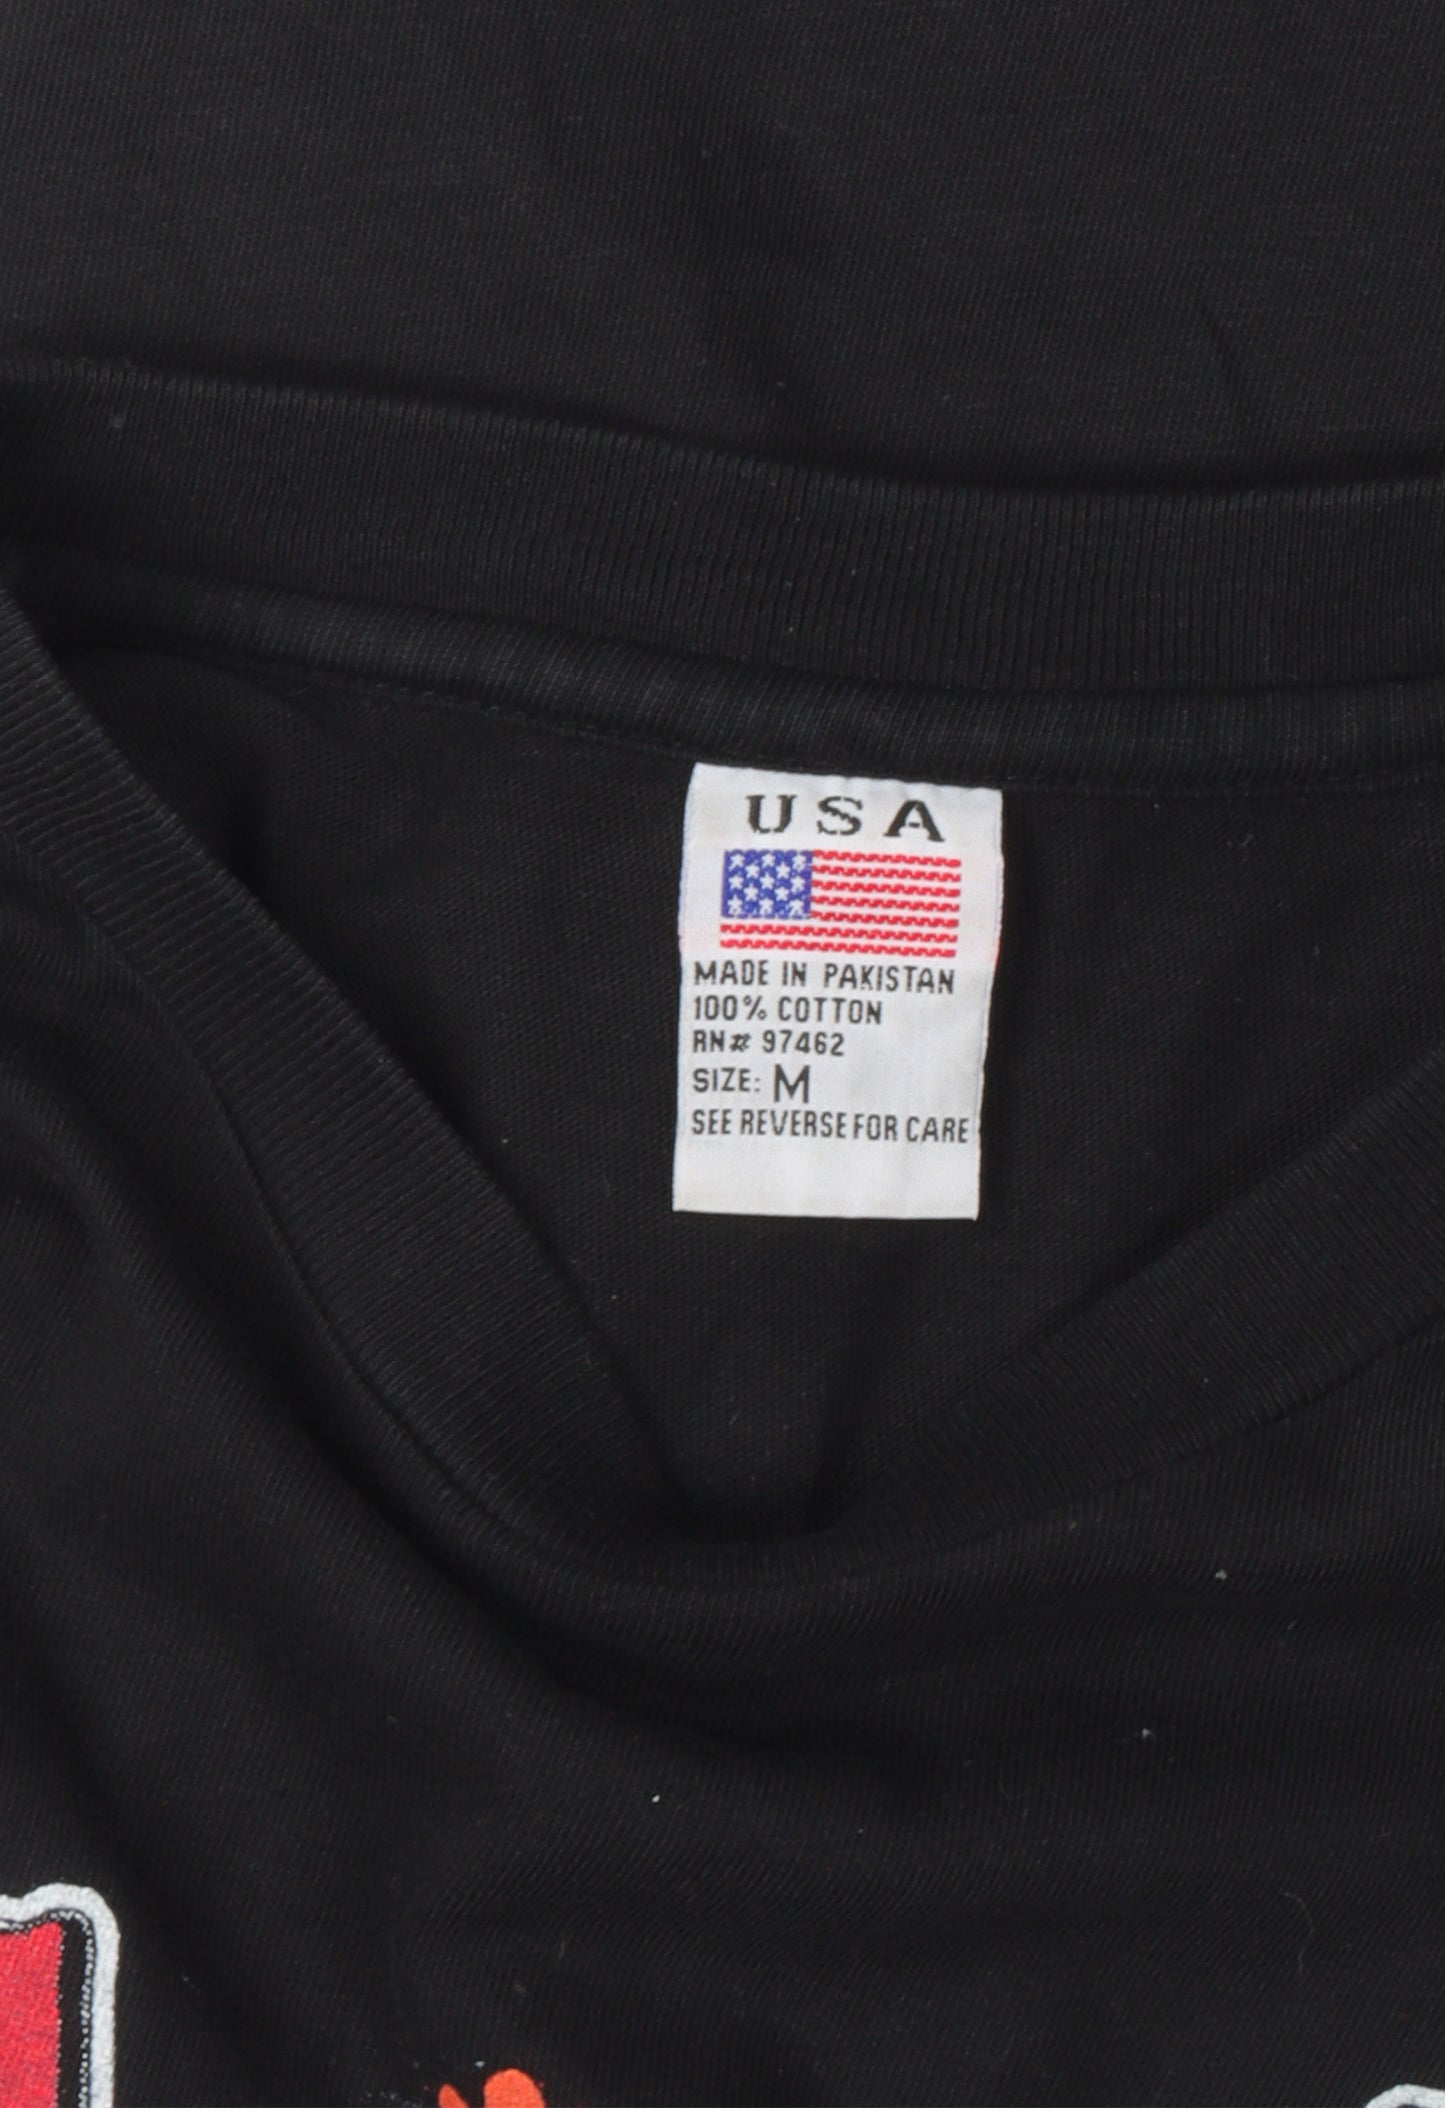 USA
MADE IN PAKISTAN
100% COTTON
RN# 97462
SIZE: M
SEE REVERSE FOR CARE